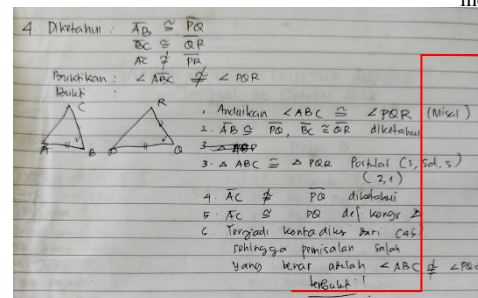 4. Diketahui : AB ≅ PQ
BC ≅ QR
AC ≇ PR
Buktikan : ∠ ABC ≇ ∠ PQR
Bukti :
C
R
A
B
Q
1. Andaikan ∠ABC ≅ ∠PQR (Misal)
2. AB ≅ PQ, BC ≅ QR diketahui
3.
3. △ ABC ≅ △ PQR Postulat (s, sd, s)
(2,1)
4. AC ≇ PQ diketahui
5. AC ≅ PQ def kongr
6. Terjadi kontradiksi dari (4,5)
sehingga pemisalan salah
yang benar adalah ∠ABC ≇ ∠PQR
terbukti !